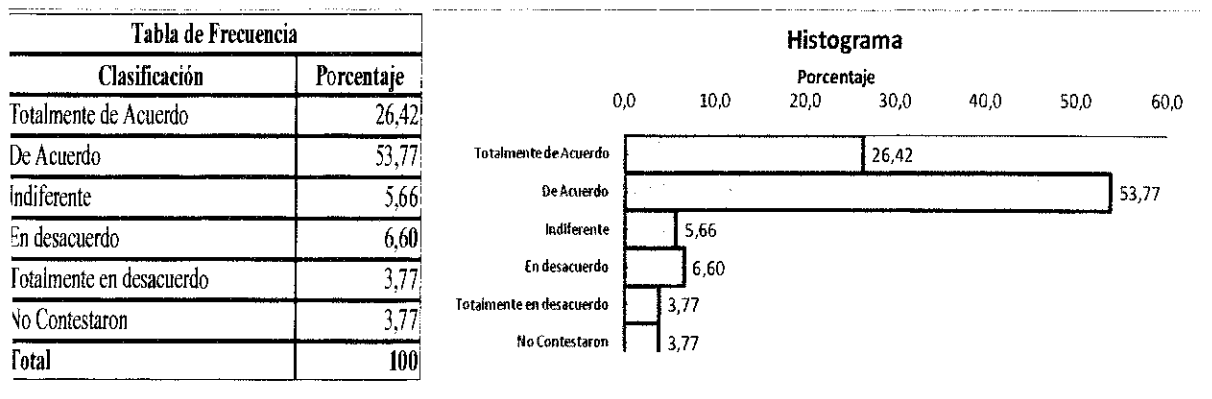 Tabla de Frecuencia
Clasificación Porcentaje
Totalmente de Acuerdo 26,42
De Acuerdo 53,77
Indiferente 5,66
En desacuerdo 6,60
Totalmente en desacuerdo 3,77
No Contestaron 3,77
Total 100
Histograma
Porcentaje
0,0 10,0 20,0 30,0 40,0 50,0 60,0
Totalmente de Acuerdo 26,42
De Acuerdo 53,77
Indiferente 5,66
En desacuerdo 6,60
Totalmente en desacuerdo 3,77
No Contestaron 3,77